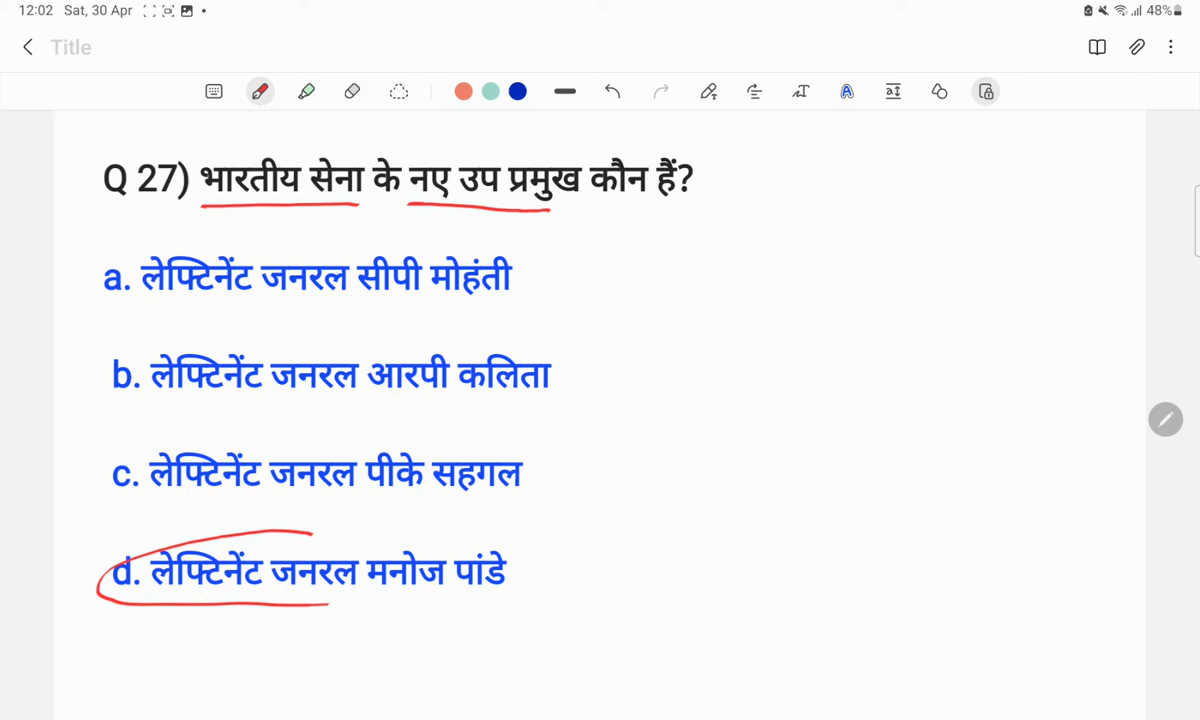 12:02 Sat, 30 Apr 48%
Title
Q 27) भारतीय सेना के नए उप प्रमुख कौन हैं?
a. लेफ्टिनेंट जनरल सीपी मोहंती
b. लेफ्टिनेंट जनरल आरपी कलिता
c. लेफ्टिनेंट जनरल पीके सहगल
d. लेफ्टिनेंट जनरल मनोज पांडे